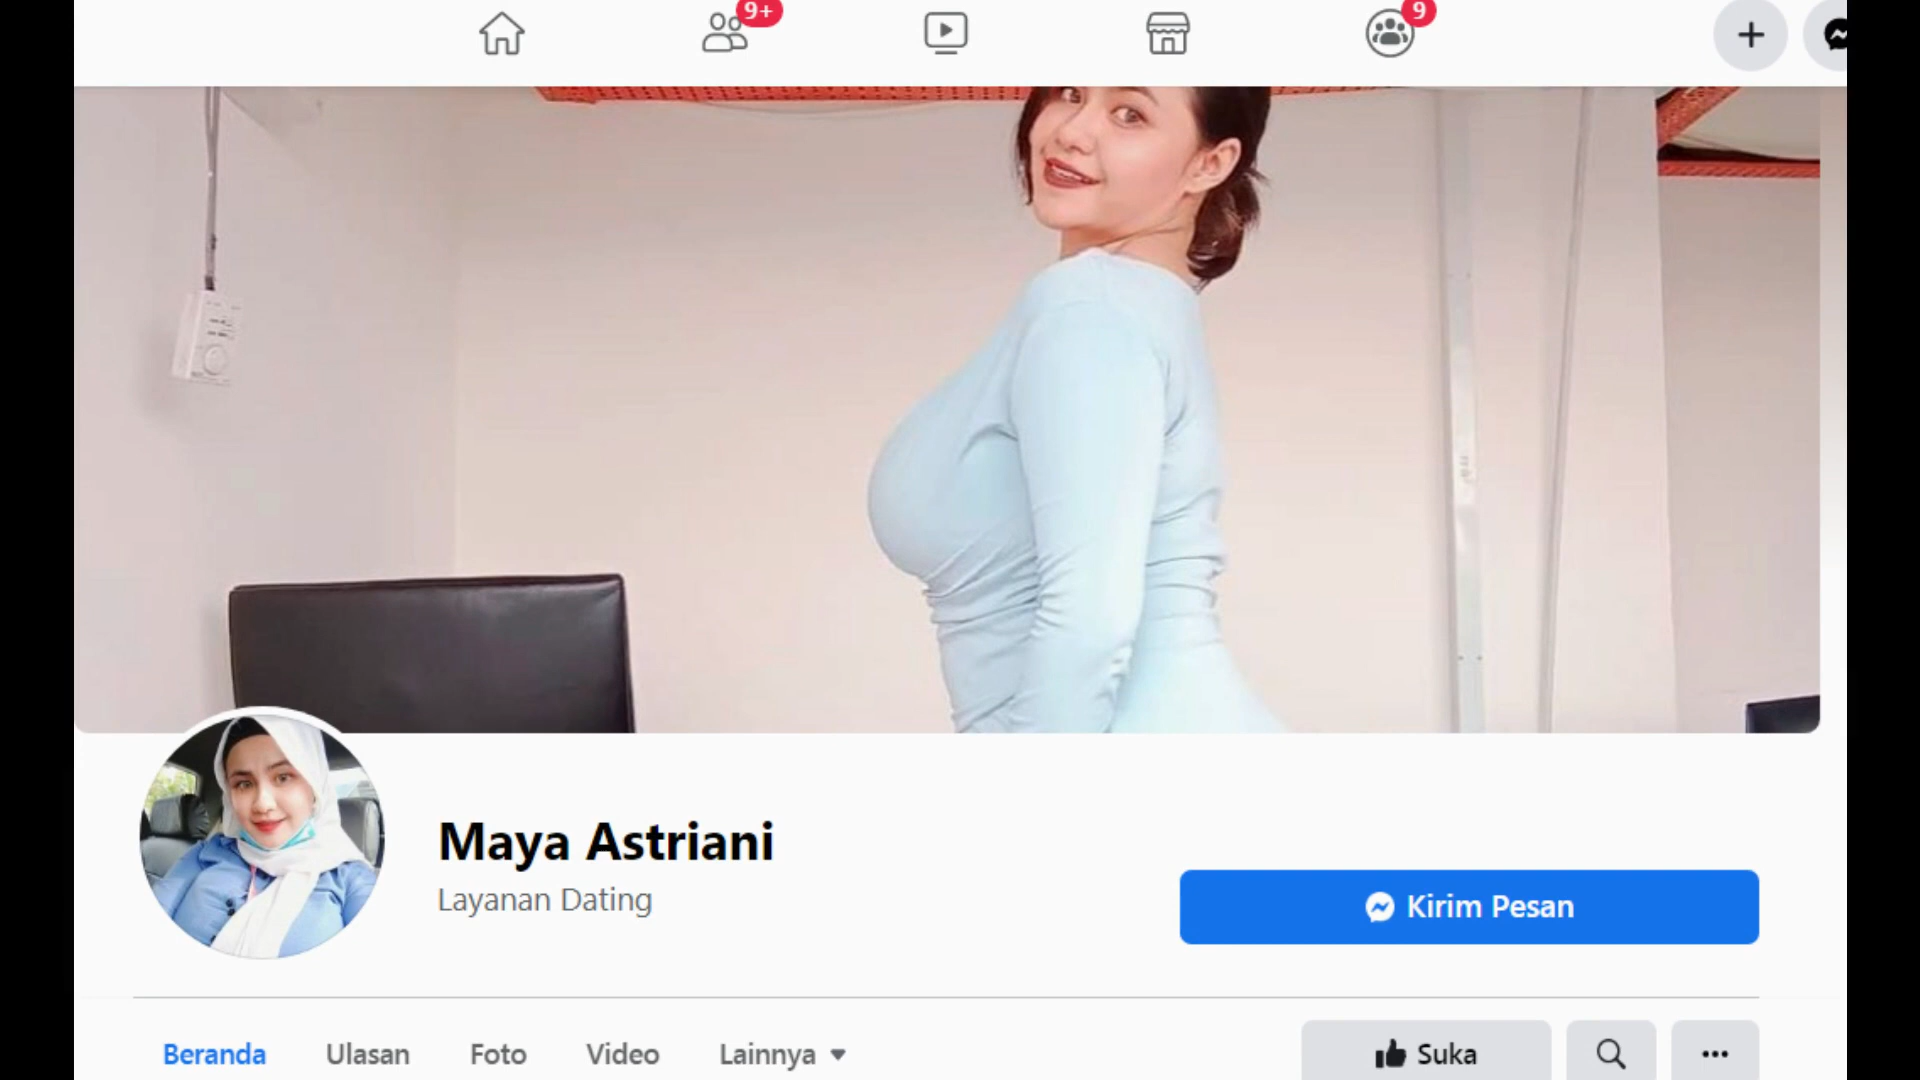 9+
9
Maya Astriani
Layanan Dating
Kirim Pesan
Beranda Ulasan Foto Video Lainnya
Suka